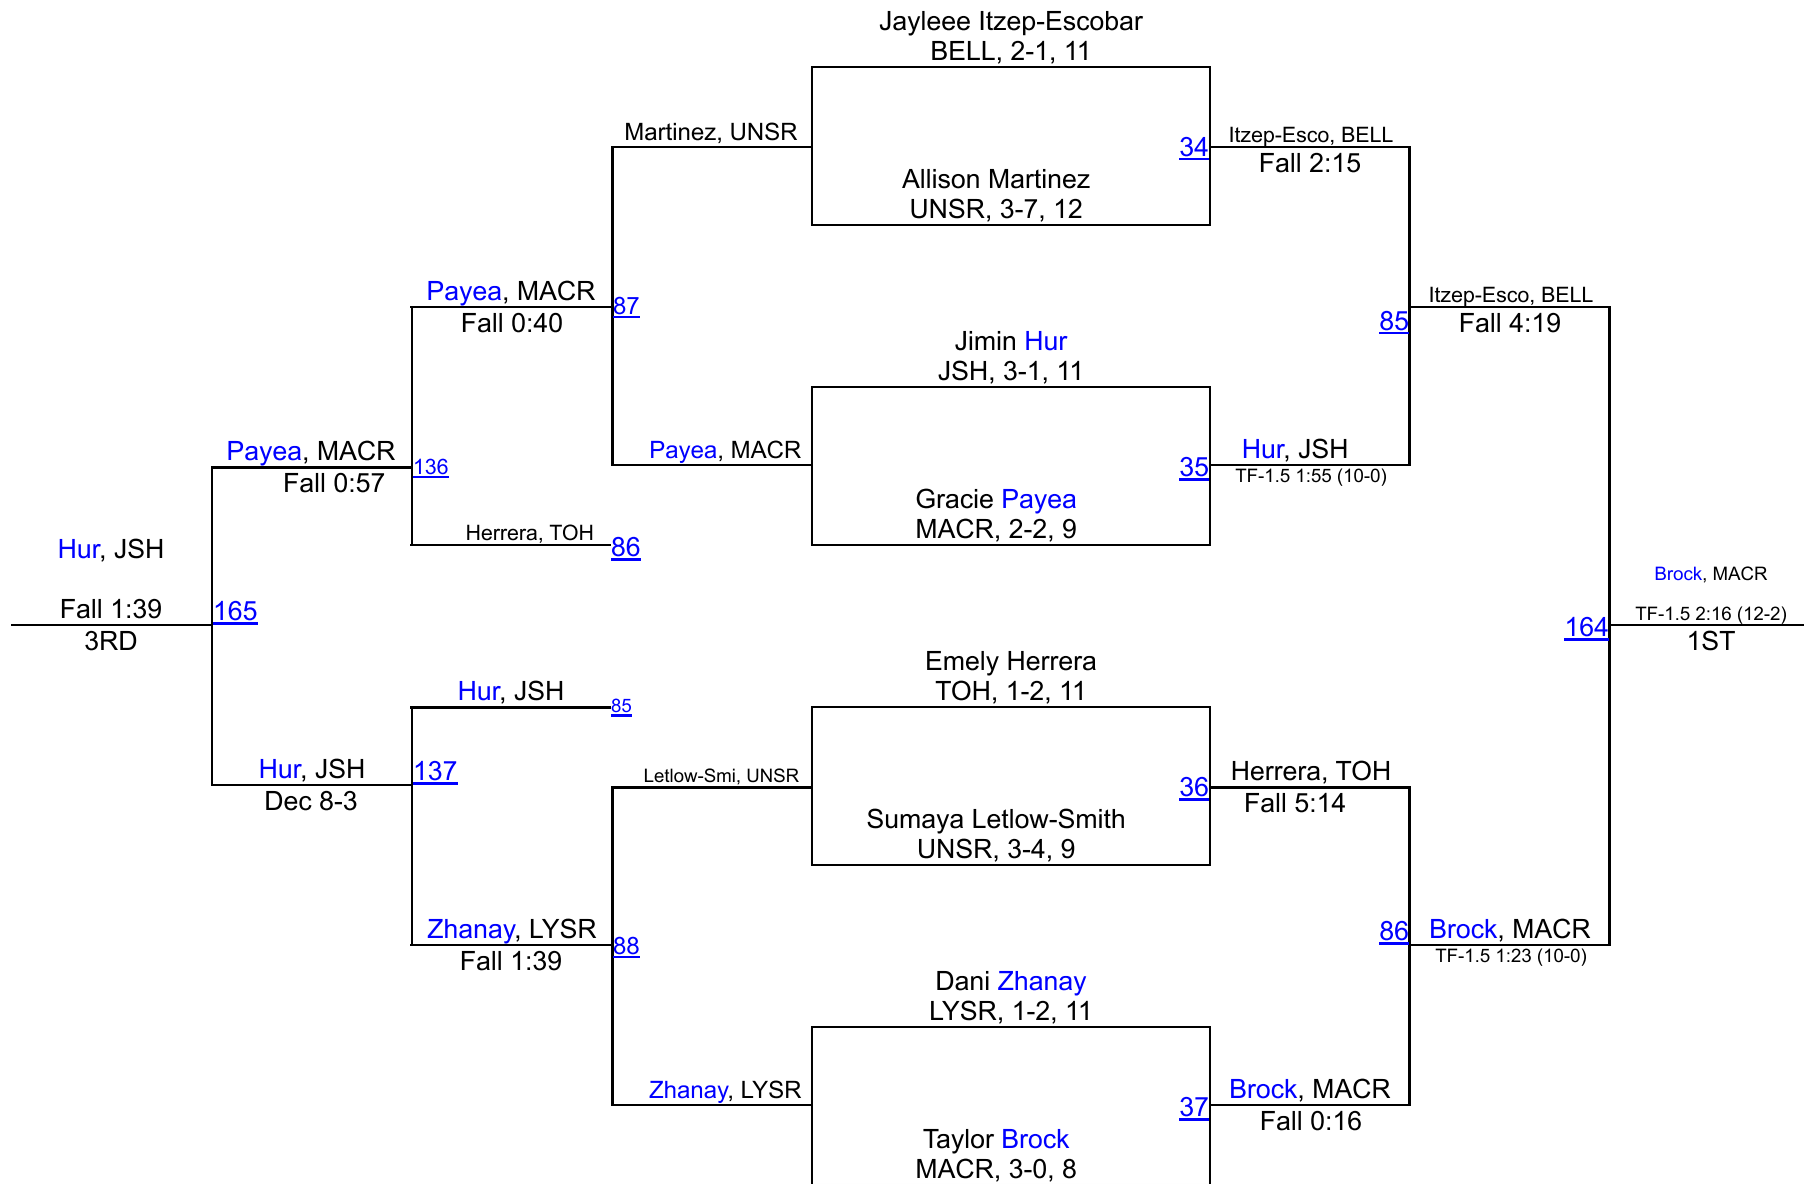 Jayleee Itzep-Escobar
BELL, 2-1, 11
Martinez, UNSR
34
Itzep-Esco, BELL
Fall 2:15
Allison Martinez
UNSR, 3-7, 12
Payea, MACR
Fall 0:40
87
Itzep-Esco, BELL
Fall 4:19
85
Jimin Hur
JSH, 3-1, 11
Payea, MACR
Fall 0:57
136
Payea, MACR
35
Hur, JSH
TF-1.5 1:55 (10-0)
Gracie Payea
MACR, 2-2, 9
Herrera, TOH
86
Hur, JSH
Fall 1:39
3RD
165
Brock, MACR
TF-1.5 2:16 (12-2)
1ST
164
Emely Herrera
TOH, 1-2, 11
Hur, JSH
85
Hur, JSH
Dec 8-3
137
Letlow-Smi, UNSR
36
Herrera, TOH
Fall 5:14
Sumaya Letlow-Smith
UNSR, 3-4, 9
Zhanay, LYSR
Fall 1:39
88
86
Brock, MACR
TF-1.5 1:23 (10-0)
Dani Zhanay
LYSR, 1-2, 11
Zhanay, LYSR
37
Brock, MACR
Fall 0:16
Taylor Brock
MACR, 3-0, 8